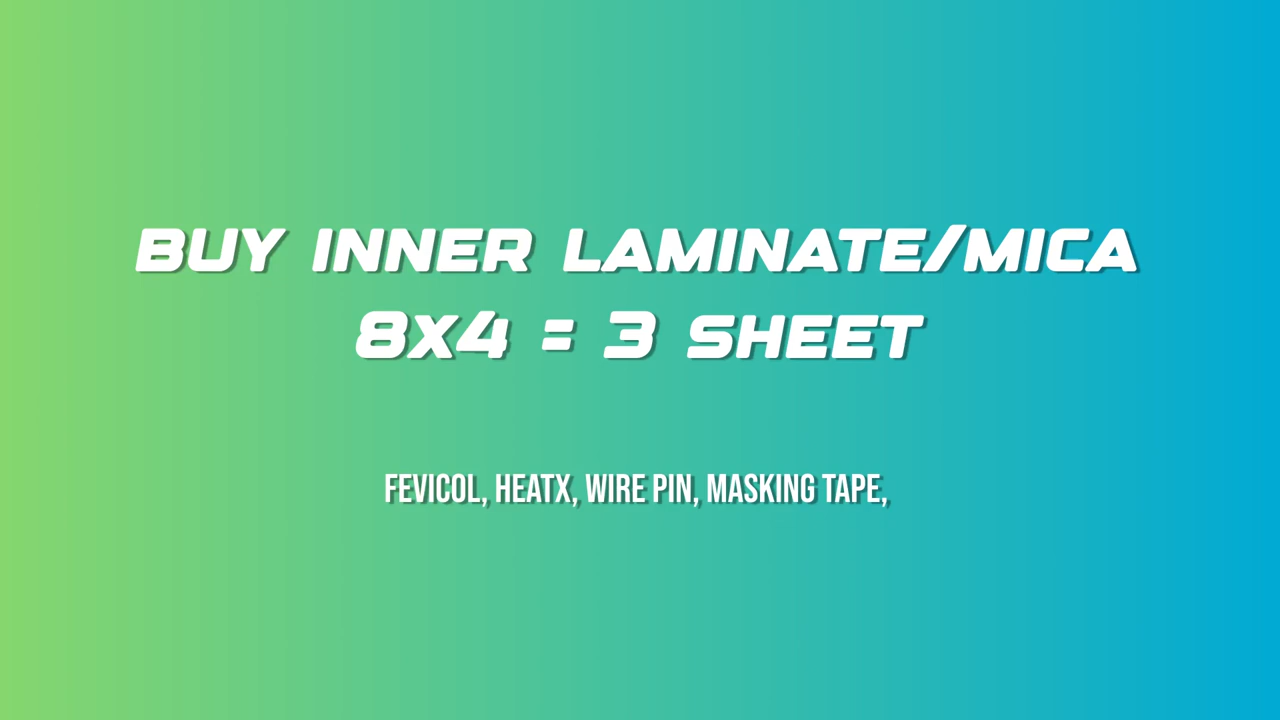 BUY INNER LAMINATE/MICA
8X4 = 3 SHEET
FEVICOL, HEATX, WIRE PIN, MASKING TAPE,